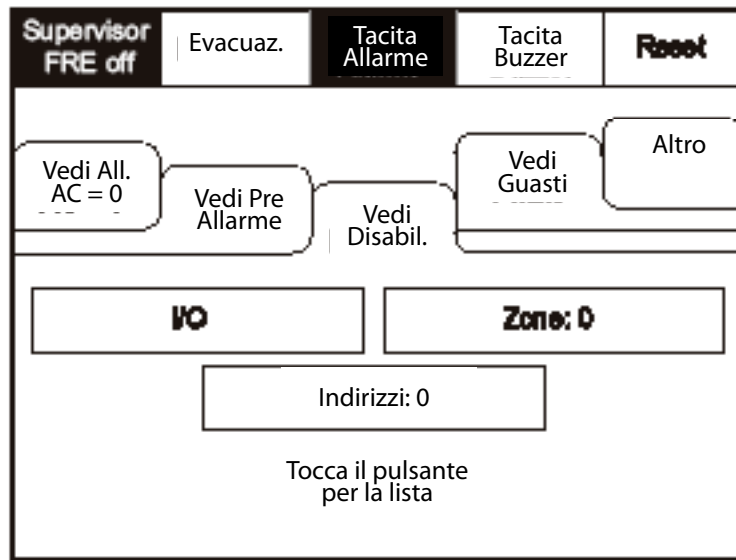 Supervisor
FRE off
Evacuaz.
Tacita
Allarme
Tacita
Buzzer
Reset
Vedi All.
AC = 0
Vedi Pre
Allarme
Vedi
Disabil.
Vedi
Guasti
Altro
I/O
Zone: 0
Indirizzi: 0
Tocca il pulsante
per la lista